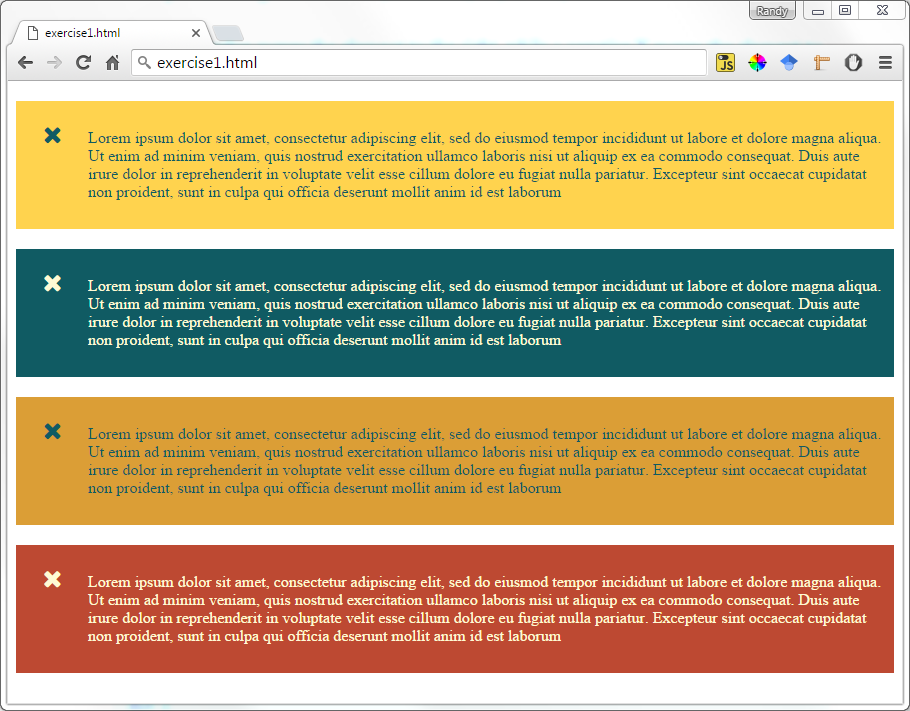 Randy
exercise1.html
exercise1.html
JS
Lorem ipsum dolor sit amet, consectetur adipiscing elit, sed do eiusmod tempor incididunt ut labore et dolore magna aliqua.
Ut enim ad minim veniam, quis nostrud exercitation ullamco laboris nisi ut aliquip ex ea commodo consequat. Duis aute
irure dolor in reprehenderit in voluptate velit esse cillum dolore eu fugiat nulla pariatur. Excepteur sint occaecat cupidatat
non proident, sunt in culpa qui officia deserunt mollit anim id est laborum
Lorem ipsum dolor sit amet, consectetur adipiscing elit, sed do eiusmod tempor incididunt ut labore et dolore magna aliqua.
Ut enim ad minim veniam, quis nostrud exercitation ullamco laboris nisi ut aliquip ex ea commodo consequat. Duis aute
irure dolor in reprehenderit in voluptate velit esse cillum dolore eu fugiat nulla pariatur. Excepteur sint occaecat cupidatat
non proident, sunt in culpa qui officia deserunt mollit anim id est laborum
Lorem ipsum dolor sit amet, consectetur adipiscing elit, sed do eiusmod tempor incididunt ut labore et dolore magna aliqua.
Ut enim ad minim veniam, quis nostrud exercitation ullamco laboris nisi ut aliquip ex ea commodo consequat. Duis aute
irure dolor in reprehenderit in voluptate velit esse cillum dolore eu fugiat nulla pariatur. Excepteur sint occaecat cupidatat
non proident, sunt in culpa qui officia deserunt mollit anim id est laborum
Lorem ipsum dolor sit amet, consectetur adipiscing elit, sed do eiusmod tempor incididunt ut labore et dolore magna aliqua.
Ut enim ad minim veniam, quis nostrud exercitation ullamco laboris nisi ut aliquip ex ea commodo consequat. Duis aute
irure dolor in reprehenderit in voluptate velit esse cillum dolore eu fugiat nulla pariatur. Excepteur sint occaecat cupidatat
non proident, sunt in culpa qui officia deserunt mollit anim id est laborum